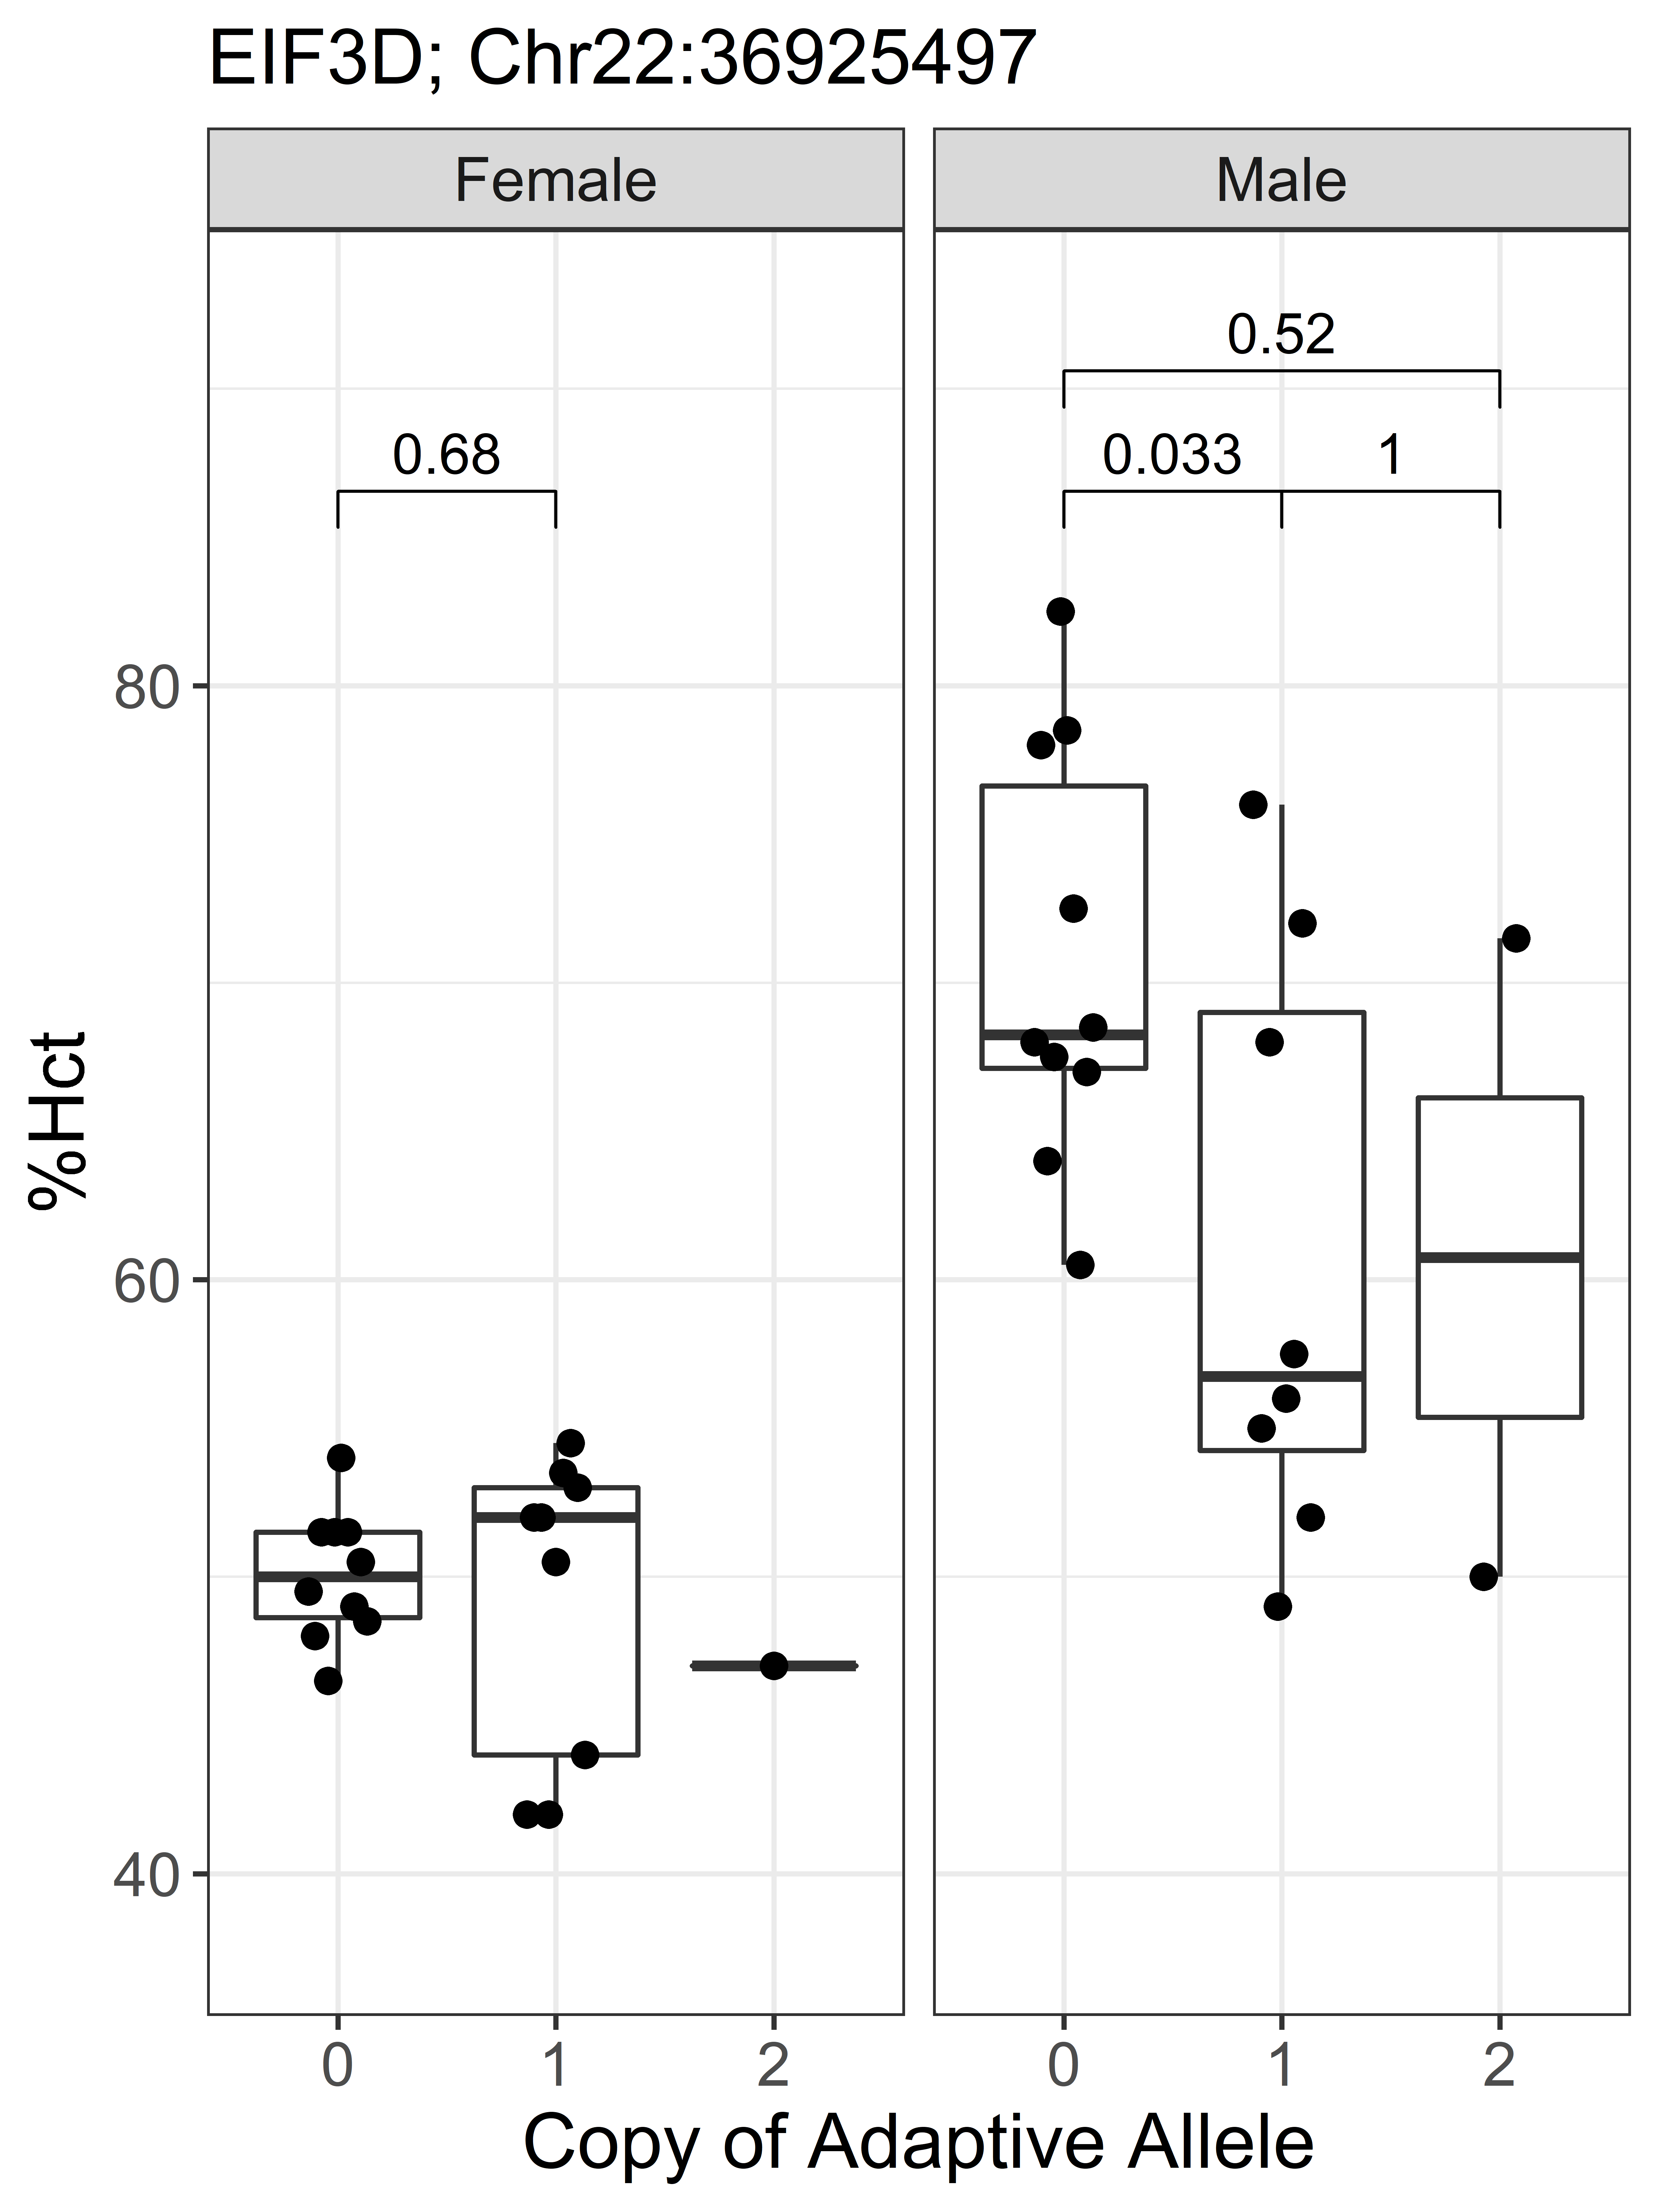 EIF3D; Chr22:36925497
Female
Male
0.52
0.68
0.033
1
80
60
40
%Hct
0 1 2
0 1 2
Copy of Adaptive Allele